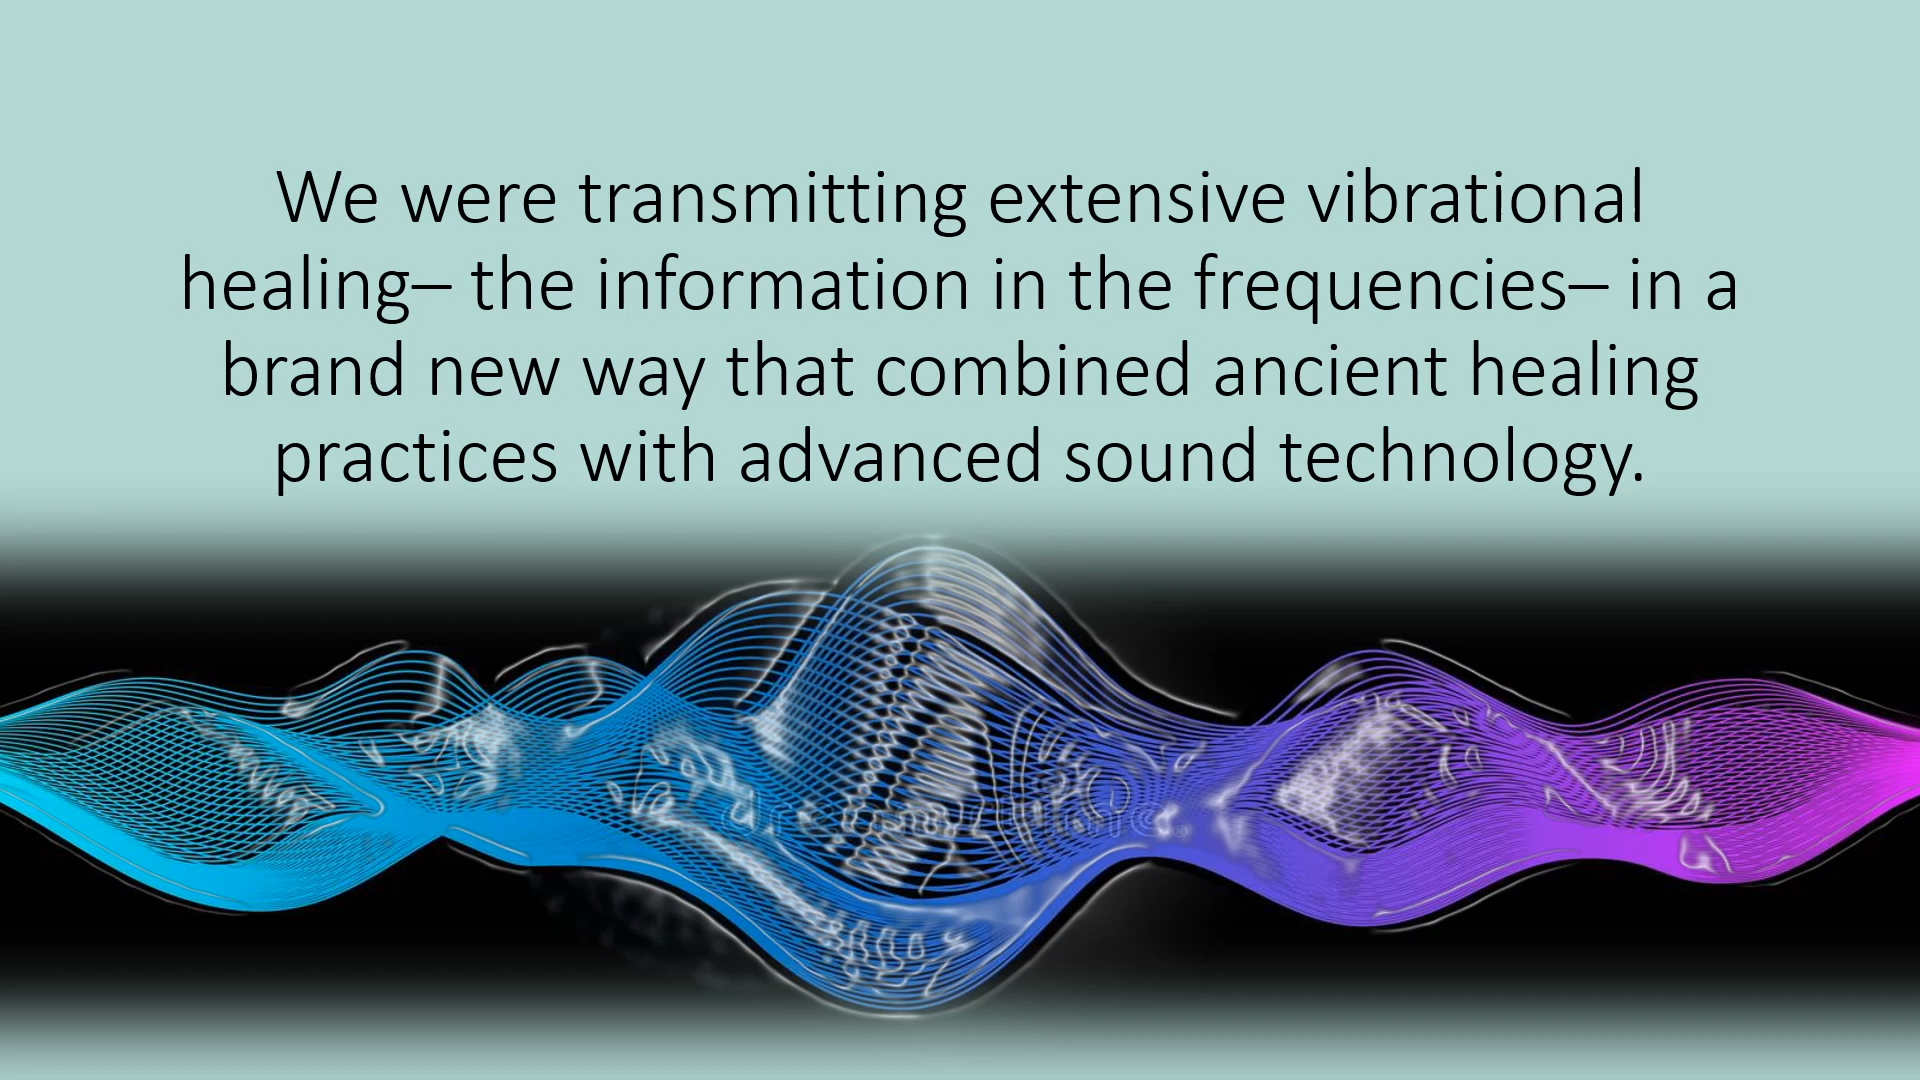 We were transmitting extensive vibrational
healing– the information in the frequencies– in a
brand new way that combined ancient healing
practices with advanced sound technology.